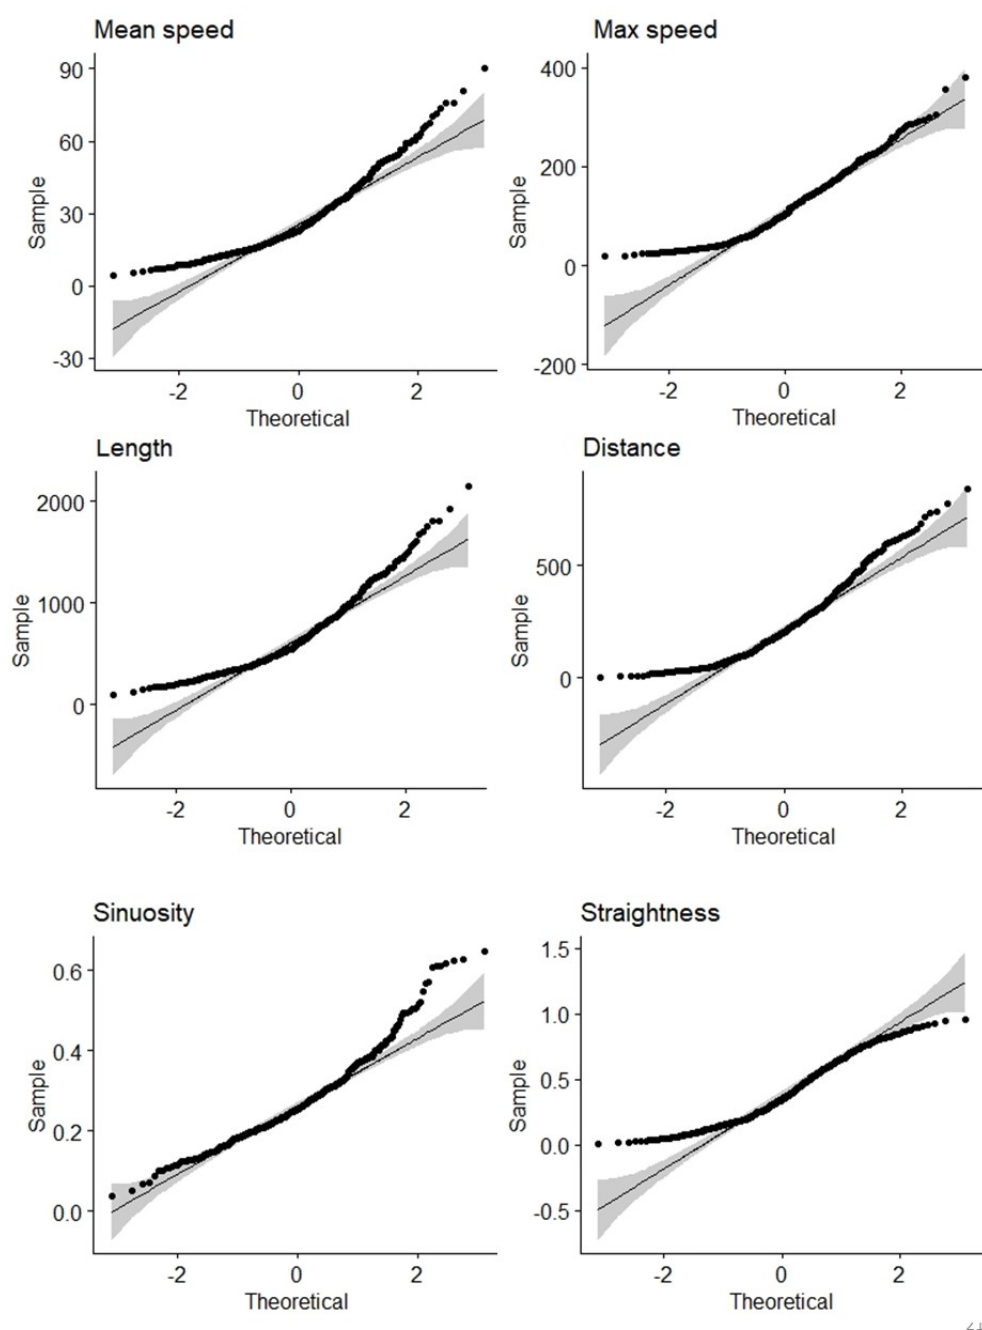 Mean speed
Max speed
90
60
30
0
-30
Sample
-2
0
2
Theoretical
400
200
0
-200
Sample
-2
0
2
Theoretical
Length
Distance
2000
1000
0
Sample
-2
0
2
Theoretical
500
0
Sample
-2
0
2
Theoretical
Sinuosity
Straightness
0.6
0.4
0.2
0.0
Sample
-2
0
2
Theoretical
1.5
1.0
0.5
0.0
-0.5
Sample
-2
0
2
Theoretical